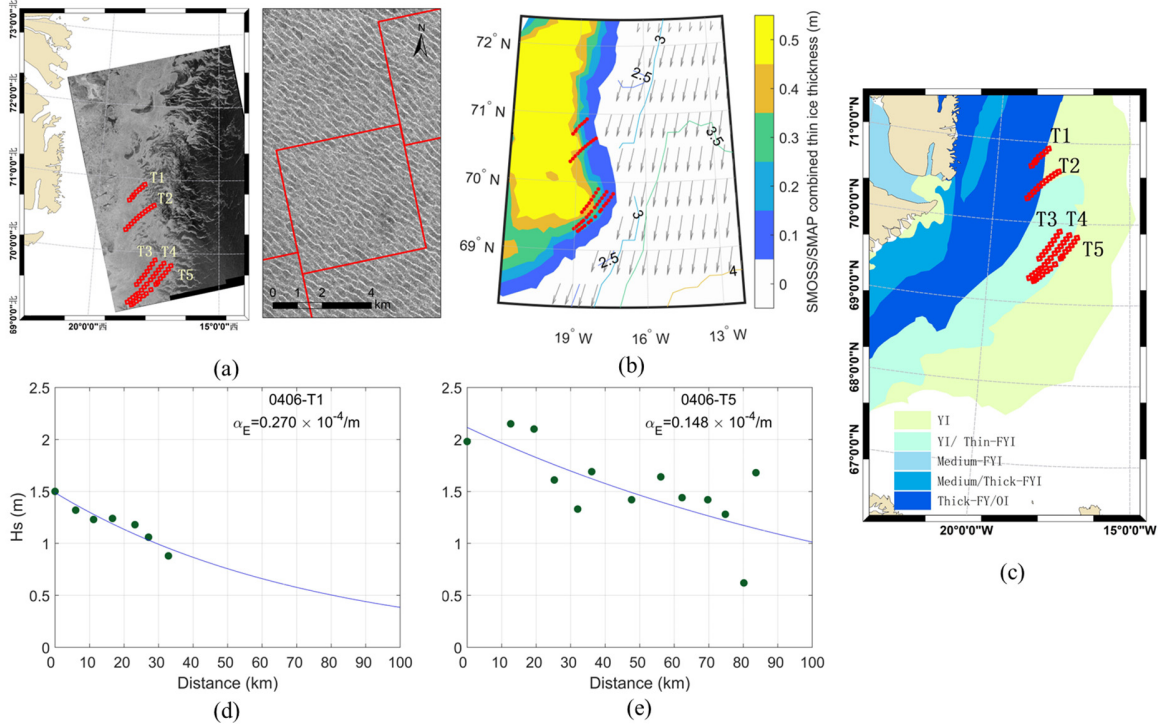 73°0'0"北
72°0'0"北
71°0'0"北
70°0'0"北
69°0'0"北
20°0'0"西
15°0'0"西
T1
T2
T3 T4
T5
N
0 1 2 4
km
(a)
72° N
71° N
70° N
69° N
19° W
16° W
13° W
3
2.5
3.5
3
2.5
4
0.5
0.4
0.3
0.2
0.1
0
SMOSS/SMAP combined thin ice thickness (m)
(b)
71°0'0"N
70°0'0"N
69°0'0"N
68°0'0"N
67°0'0"N
20°0'0"W
15°0'0"W
T1
T2
T3 T4
T5
YI
YI/ Thin-FYI
Medium-FYI
Medium/Thick-FYI
Thick-FY/OI
(c)
0406-T1
αE=0.270 × 10-4/m
Hs (m)
2.5
2
1.5
1
0.5
0
0 10 20 30 40 50 60 70 80 90 100
Distance (km)
(d)
0406-T5
αE=0.148 × 10-4/m
2.5
2
1.5
1
0.5
0
0 10 20 30 40 50 60 70 80 90 100
Distance (km)
(e)